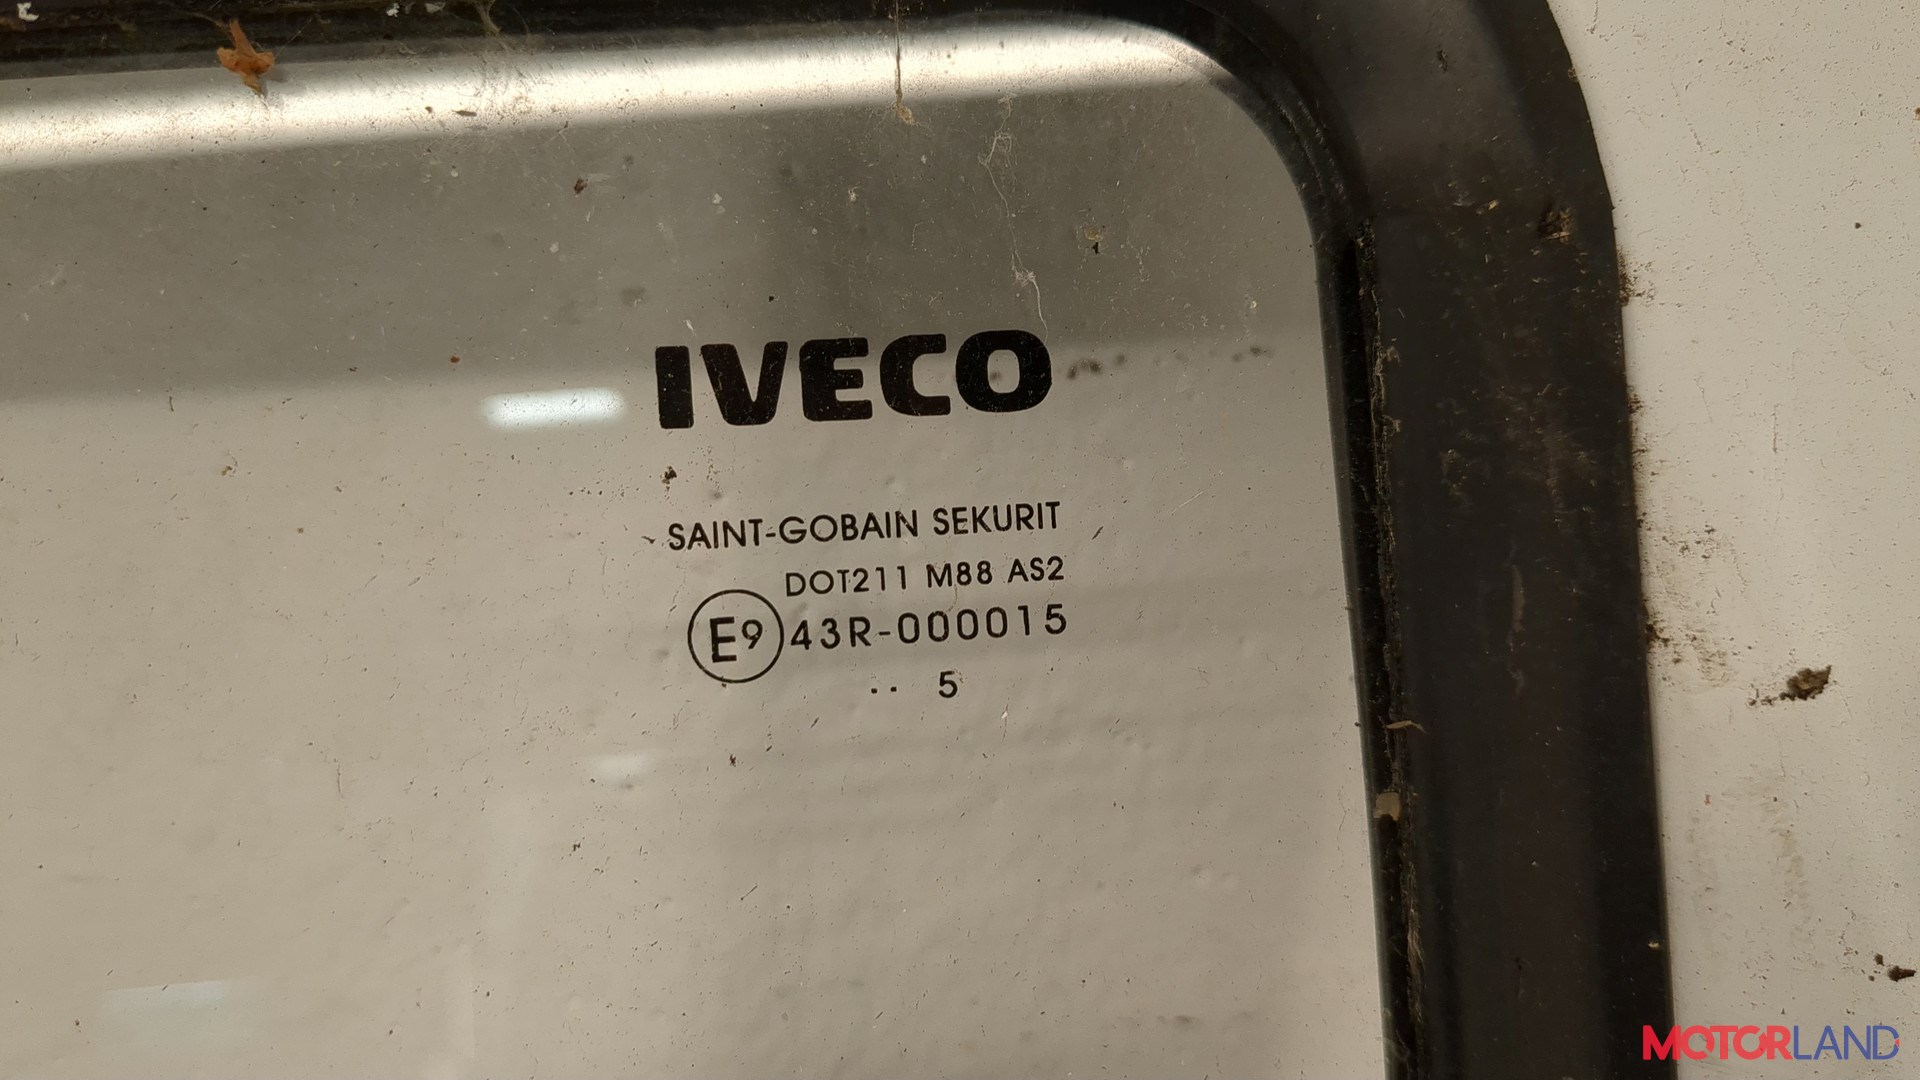 IVECO
SAINT-GOBAIN SEKURIT
DOT211 M88 AS2
E9 43R-000015
.. 5
MOTORLAND